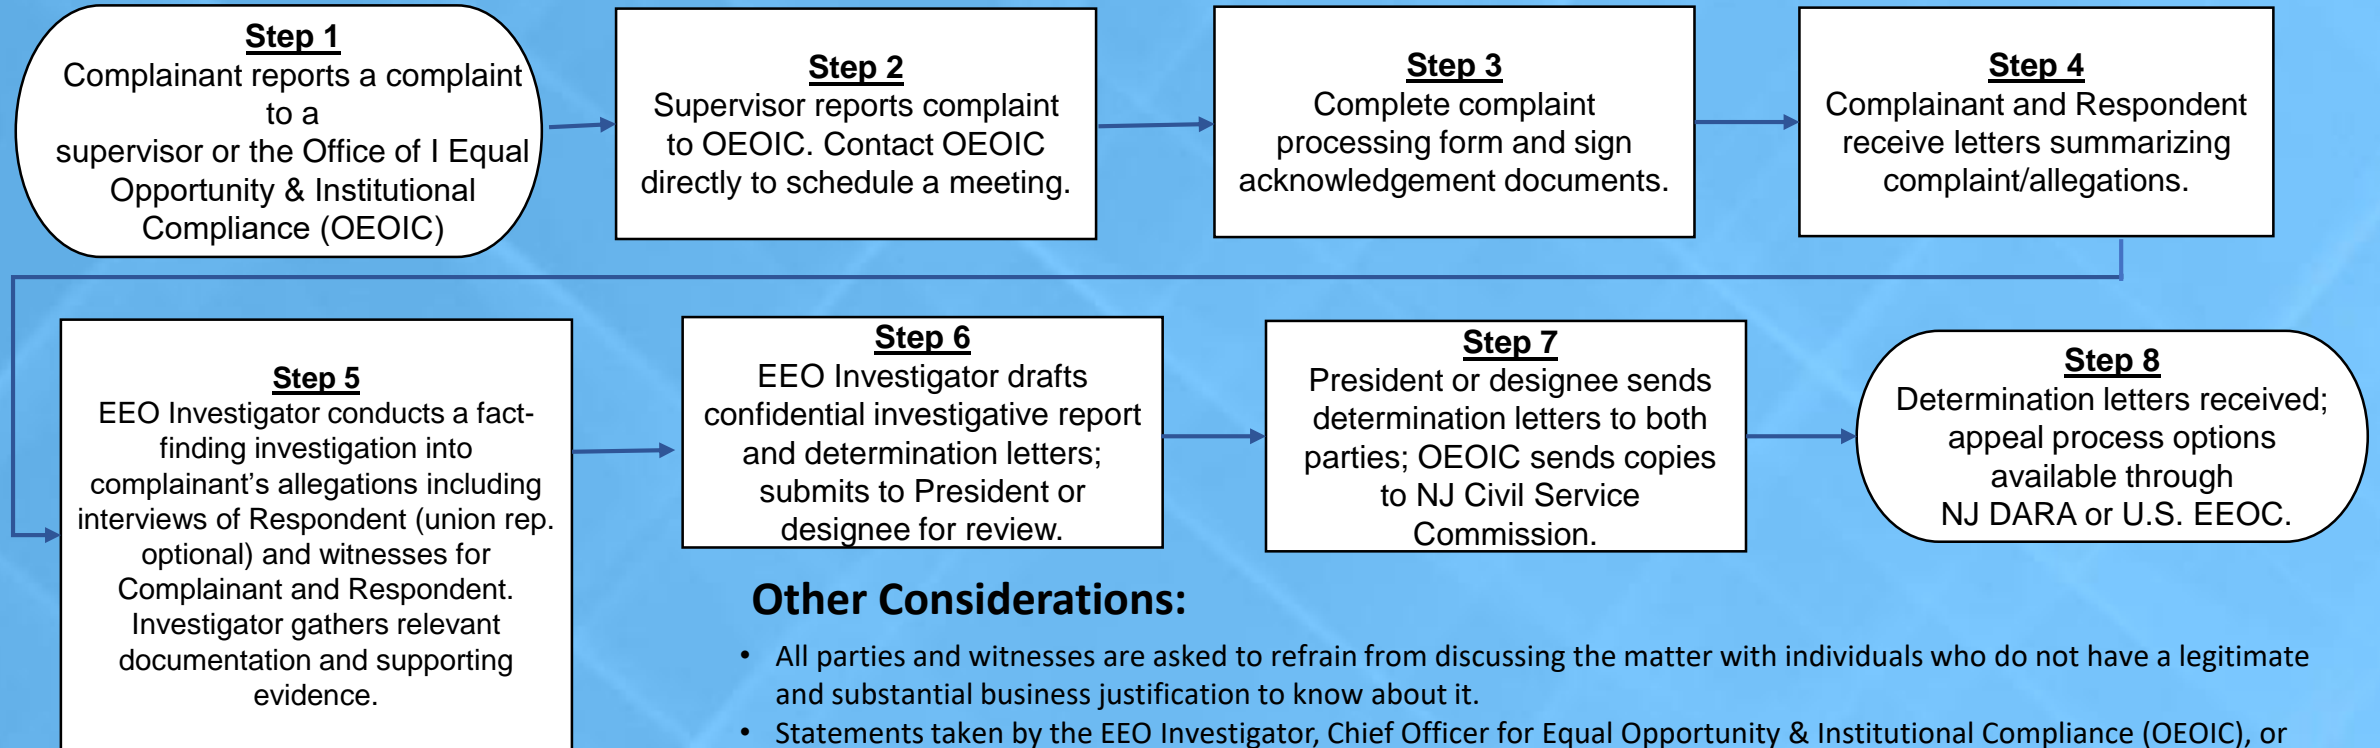 Step 1
Complainant reports a complaint
to a
supervisor or the Office of I Equal
Opportunity & Institutional
Compliance (OEOIC)
Step 2
Supervisor reports complaint
to OEOIC. Contact OEOIC
directly to schedule a meeting.
Step 3
Complete complaint
processing form and sign
acknowledgement documents.
Step 4
Complainant and Respondent
receive letters summarizing
complaint/allegations.
Step 5
EEO Investigator conducts a fact-
finding investigation into
complainant’s allegations including
interviews of Respondent (union rep.
optional) and witnesses for
Complainant and Respondent.
Investigator gathers relevant
documentation and supporting
evidence.
Step 6
EEO Investigator drafts
confidential investigative report
and determination letters;
submits to President or
designee for review.
Step 7
President or designee sends
determination letters to both
parties; OEOIC sends copies
to NJ Civil Service
Commission.
Step 8
Determination letters received;
appeal process options
available through
NJ DARA or U.S. EEOC.
Other Considerations:
• All parties and witnesses are asked to refrain from discussing the matter with individuals who do not have a legitimate
and substantial business justification to know about it.
• Statements taken by the EEO Investigator, Chief Officer for Equal Opportunity & Institutional Compliance (OEOIC), or